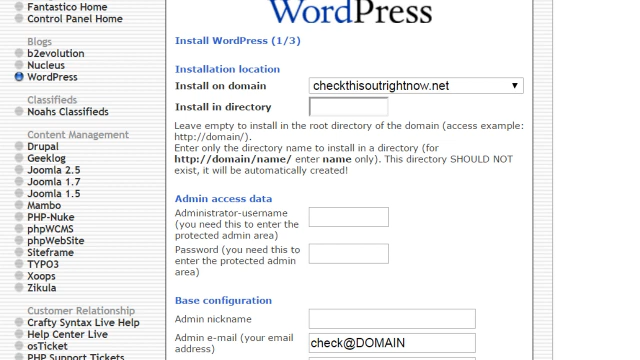 Fantastico Home
Control Panel Home
Blogs
b2evolution
Nucleus
WordPress
Classifieds
Noahs Classifieds
Content Management
Drupal
Geeklog
Joomla 2.5
Joomla 1.7
Joomla 1.5
Mambo
PHP-Nuke
phpWCMS
phpWebSite
Siteframe
TYPO3
Xoops
Zikula
Customer Relationship
Crafty Syntax Live Help
Help Center Live
osTicket
PHP Support Tickets
WordPress
Install WordPress (1/3)
Installation location
Install on domain
checkthisoutrightnow.net
Install in directory
Leave empty to install in the root directory of the domain (access example:
http://domain/).
Enter only the directory name to install in a directory (for
http://domain/name/ enter name only). This directory SHOULD NOT
exist, it will be automatically created!
Admin access data
Administrator-username
(you need this to enter the
protected admin area)
Password (you need this to
enter the protected admin
area)
Base configuration
Admin nickname
Admin e-mail (your email
address)
check@DOMAIN